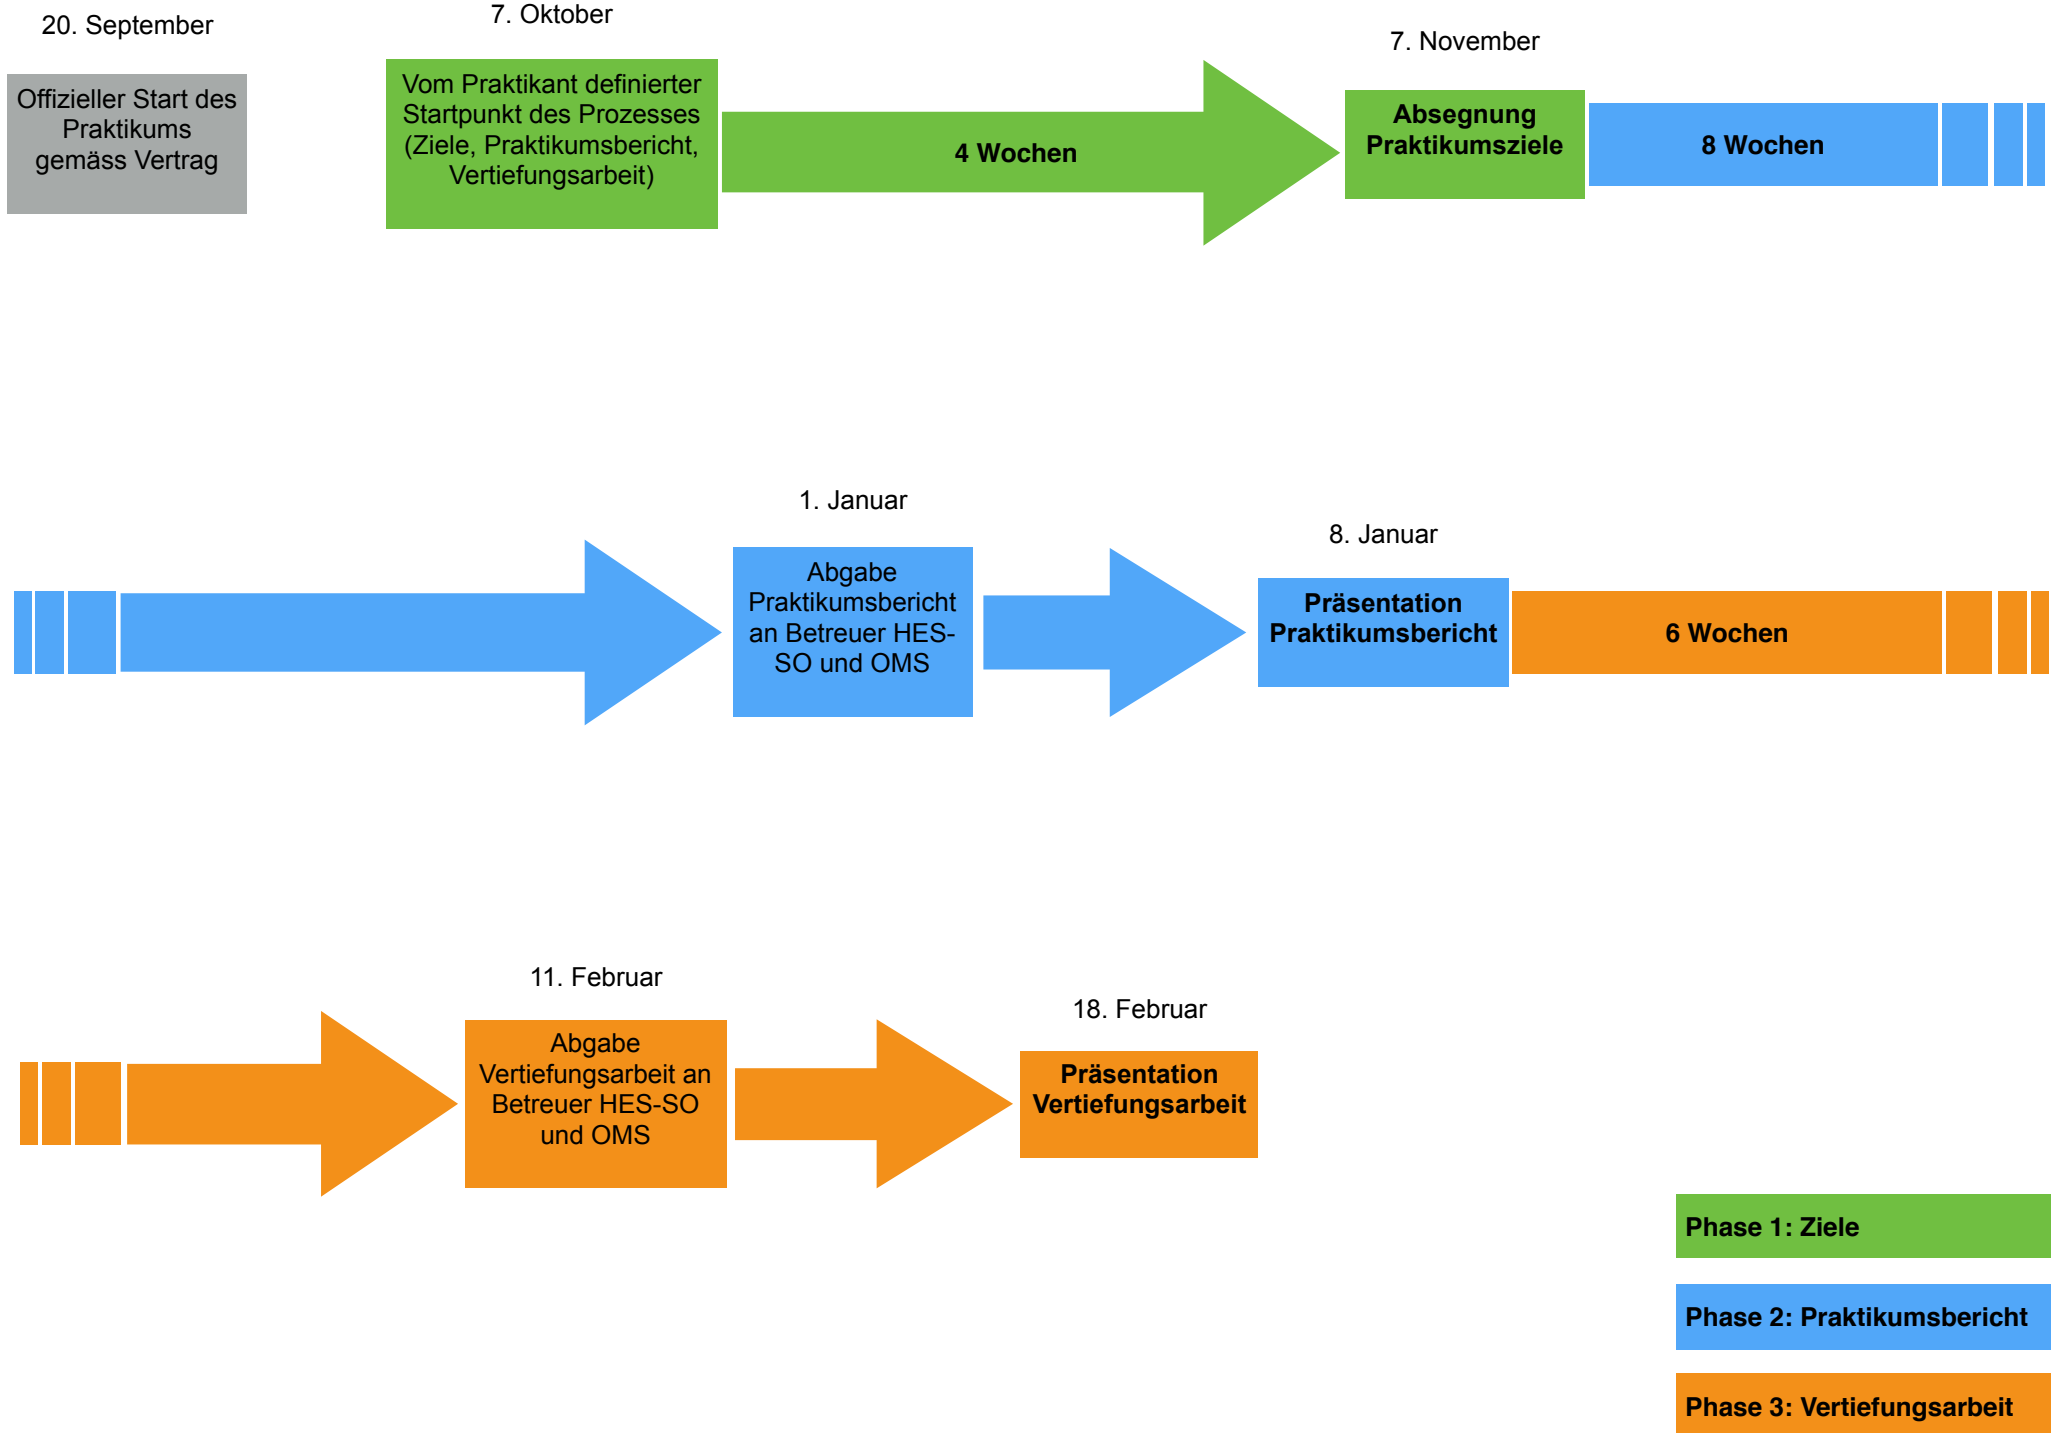 20. September
Offizieller Start des
Praktikums
gemäss Vertrag
7. Oktober
Vom Praktikant definierter
Startpunkt des Prozesses
(Ziele, Praktikumsbericht,
Vertiefungsarbeit)
4 Wochen
7. November
Absegnung
Praktikumsziele
8 Wochen
1. Januar
Abgabe
Praktikumsbericht
an Betreuer HES-
SO und OMS
8. Januar
Präsentation
Praktikumsbericht
6 Wochen
11. Februar
Abgabe
Vertiefungsarbeit an
Betreuer HES-SO
und OMS
18. Februar
Präsentation
Vertiefungsarbeit
Phase 1: Ziele
Phase 2: Praktikumsbericht
Phase 3: Vertiefungsarbeit